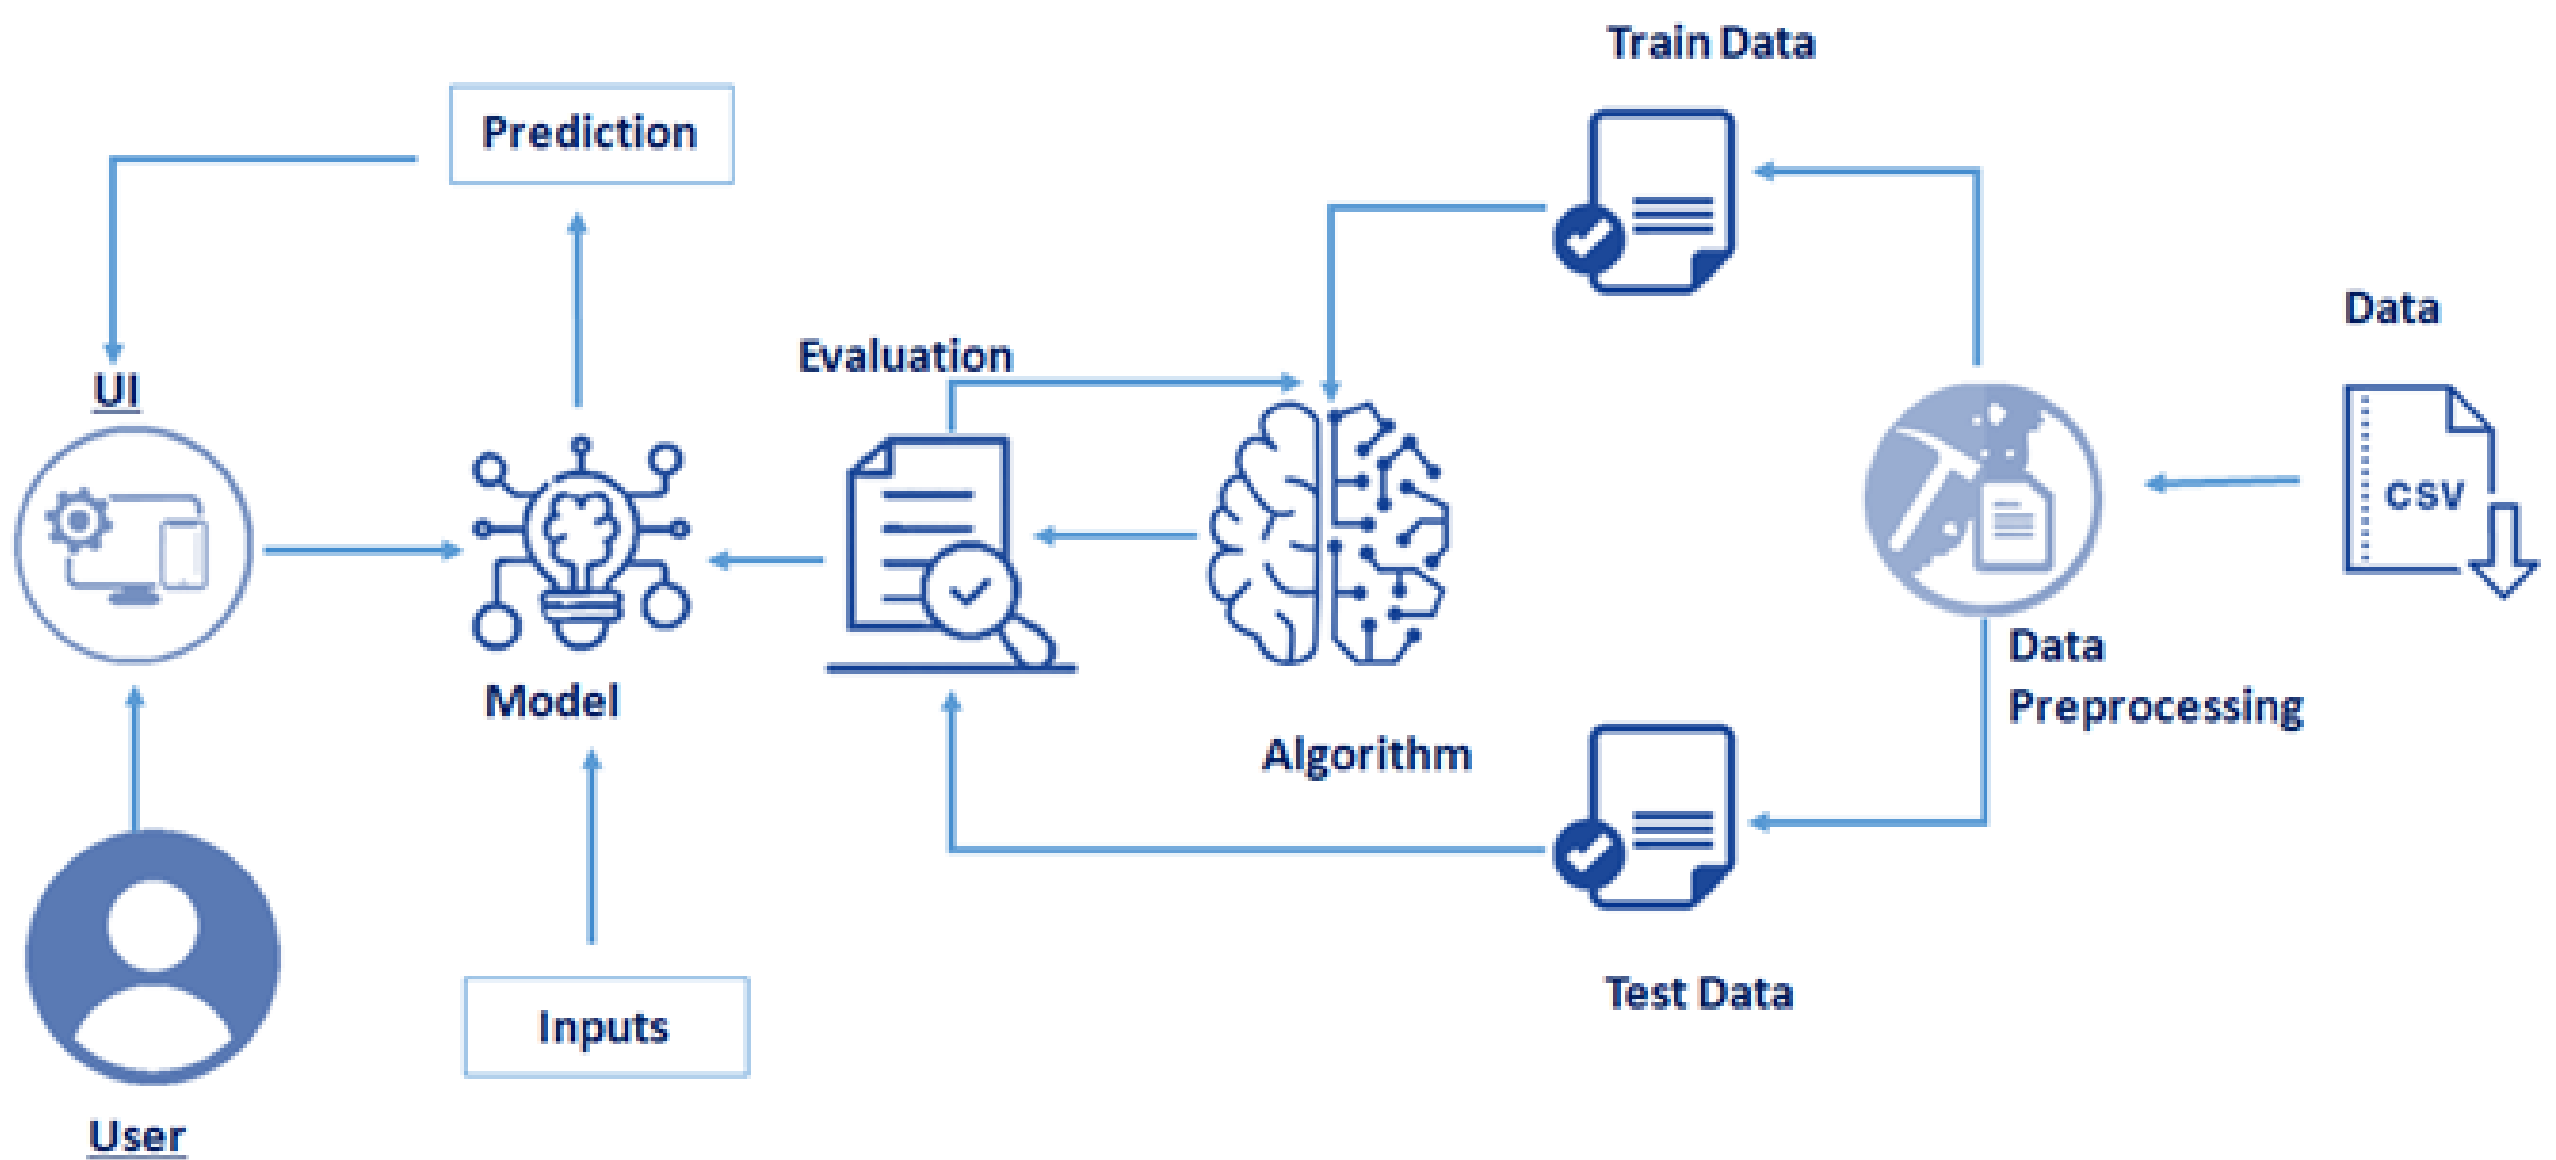 Train Data
Prediction
Data
Evaluation
UI
CSV
Data
Preprocessing
Model
Algorithm
Test Data
Inputs
User